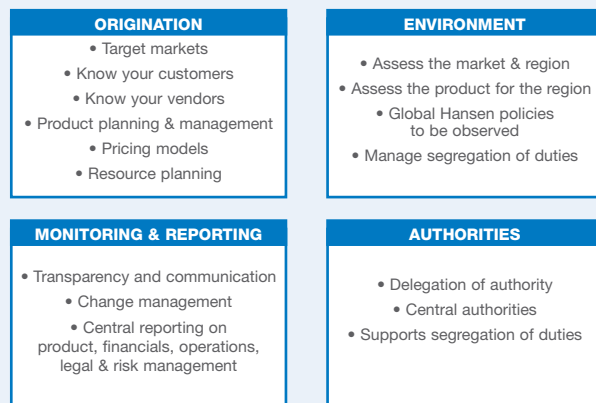 ORIGINATION
• Target markets
• Know your customers
• Know your vendors
• Product planning & management
• Pricing models
• Resource planning
ENVIRONMENT
• Assess the market & region
• Assess the product for the region
• Global Hansen policies
to be observed
• Manage segregation of duties
MONITORING & REPORTING
• Transparency and communication
• Change management
• Central reporting on
product, financials, operations,
legal & risk management
AUTHORITIES
• Delegation of authority
• Central authorities
• Supports segregation of duties